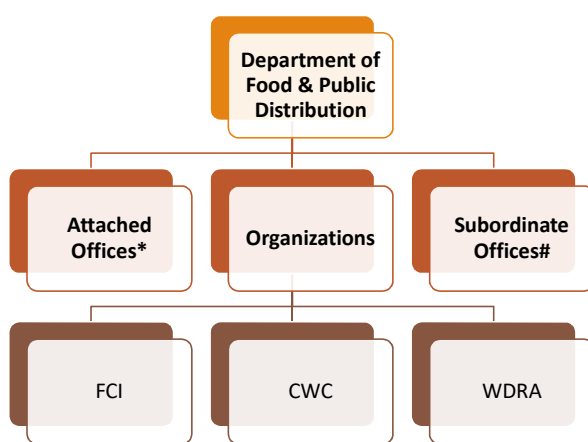 Department of
Food & Public
Distribution
Attached
Offices*
Organizations
Subordinate
Offices#
FCI
CWC
WDRA